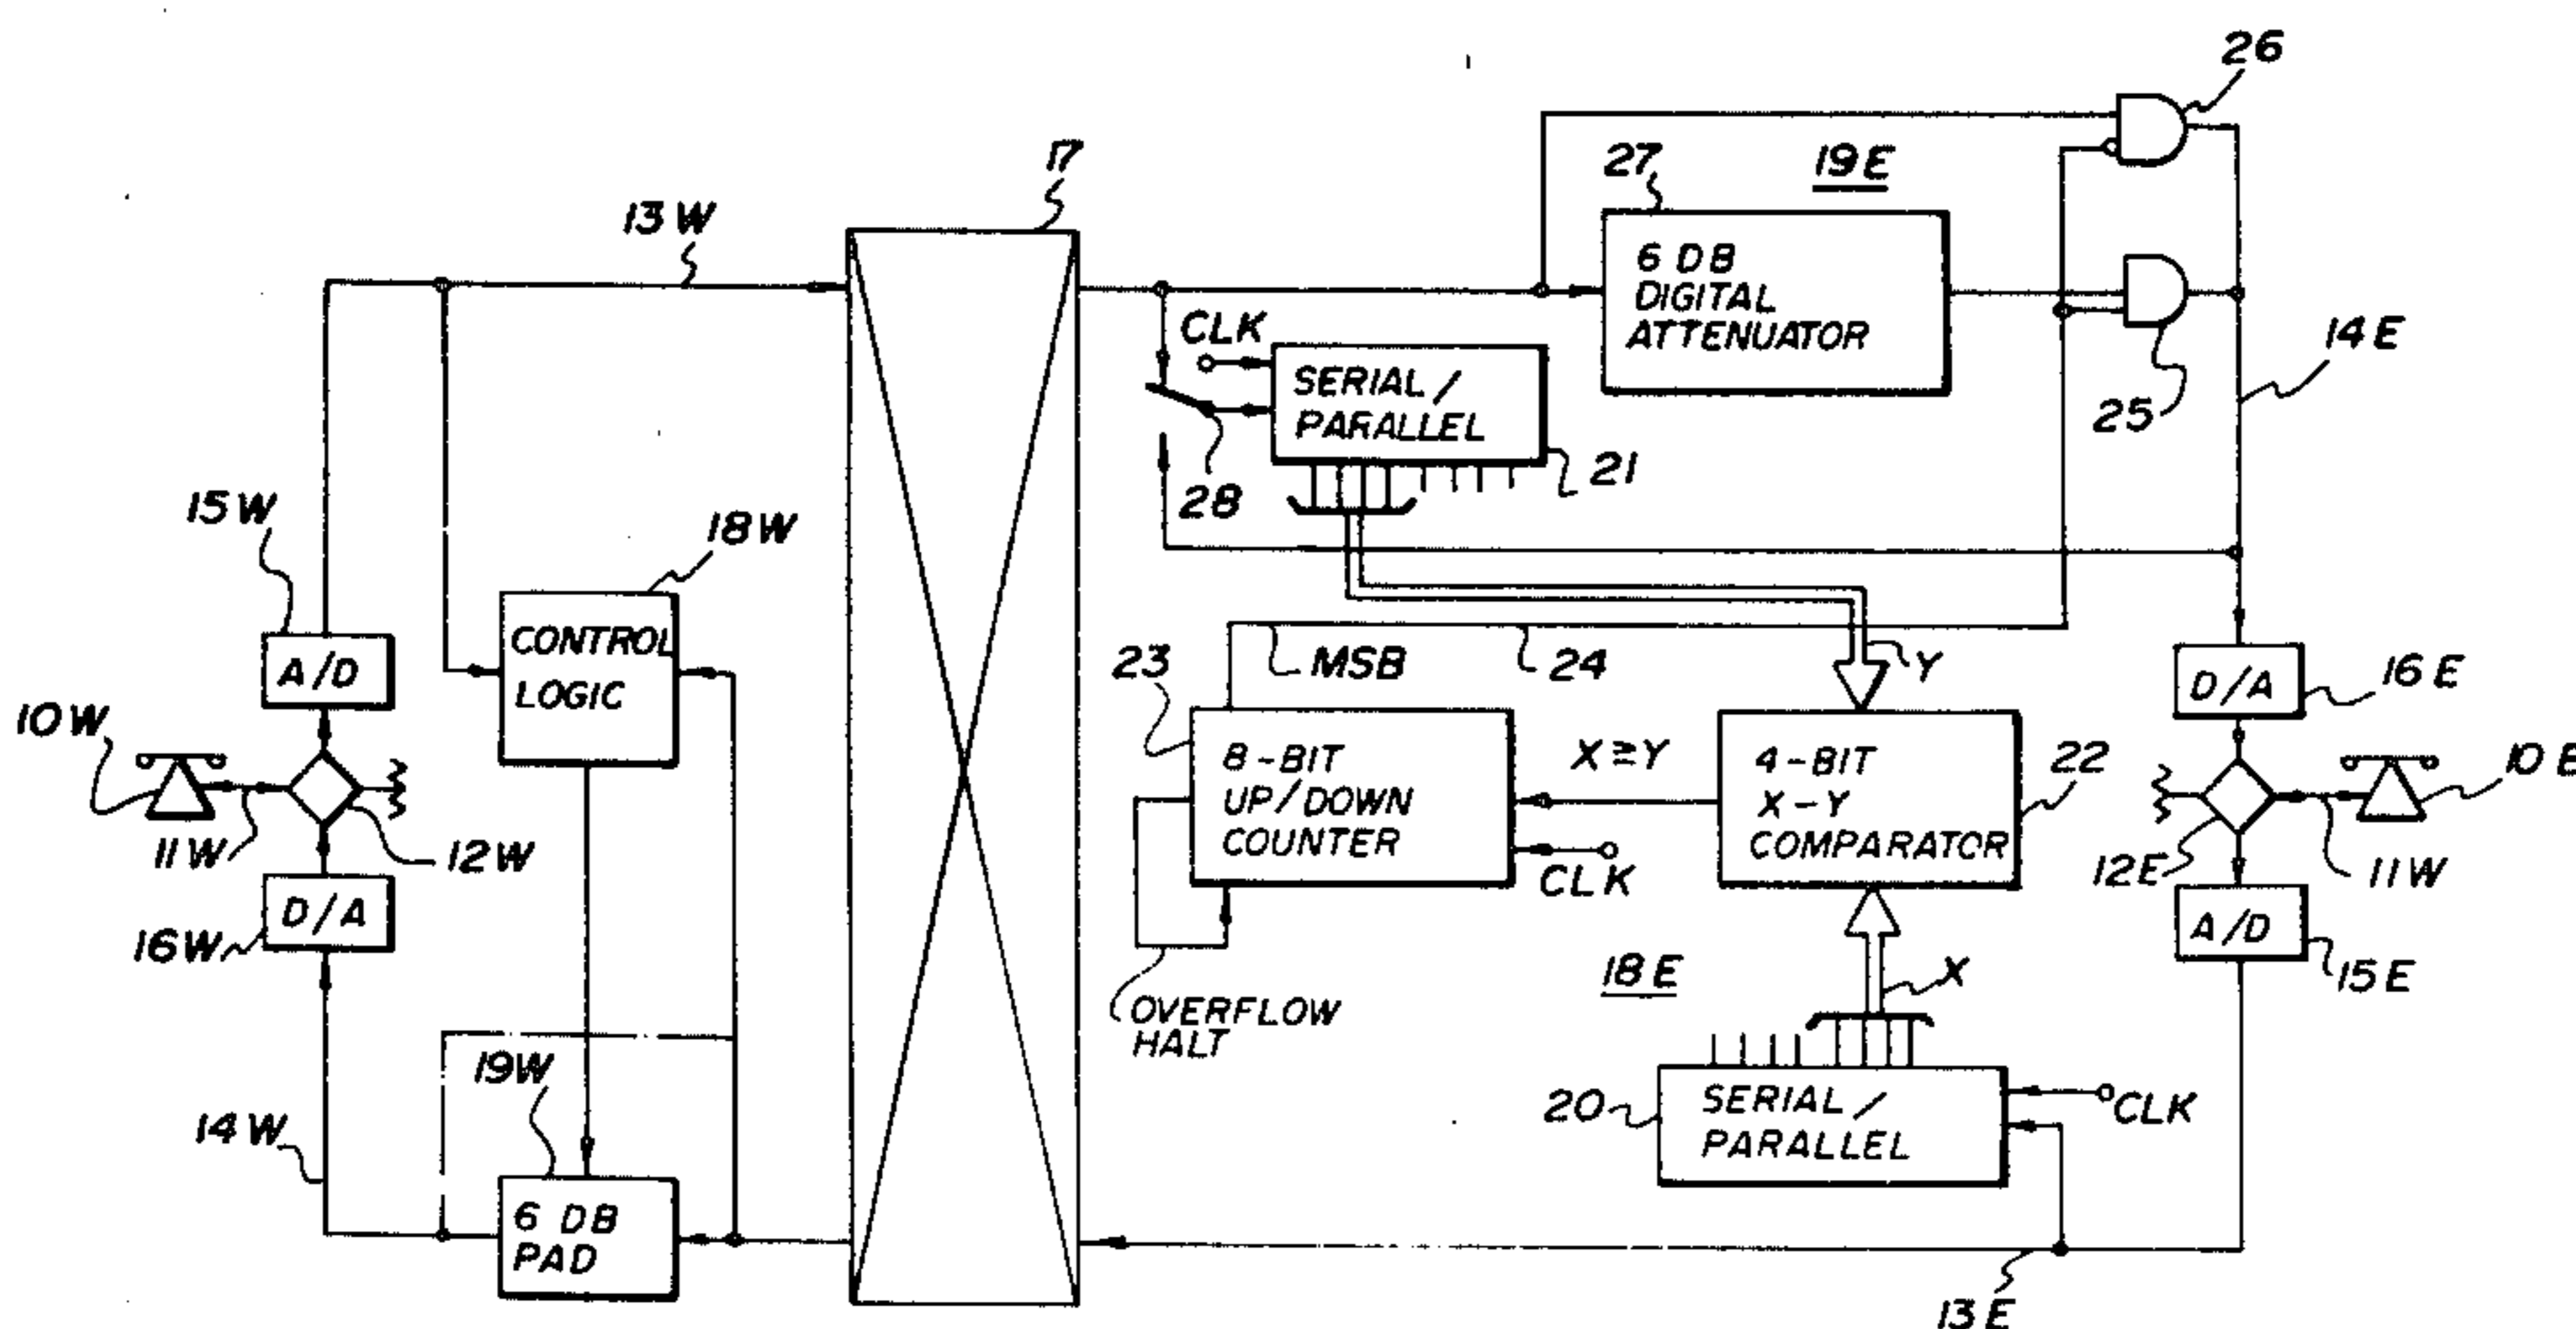 26
17
27
19E
13W
6 DB
DIGITAL
ATTENUATOR
CLK
SERIAL /
PARALLEL
14E
25
21
28
15W
18W
A/D
CONTROL
LOGIC
10W
11W
12W
D/A
16W
23
MSB
24
Y
D/A
16E
8-BIT
UP/DOWN
COUNTER
X≧Y
CLK
4-BIT
X-Y
COMPARATOR
22
10E
12E
11W
A/D
15E
OVERFLOW
HALT
18E
X
20
SERIAL /
PARALLEL
CLK
19W
14W
6 DB
PAD
13E